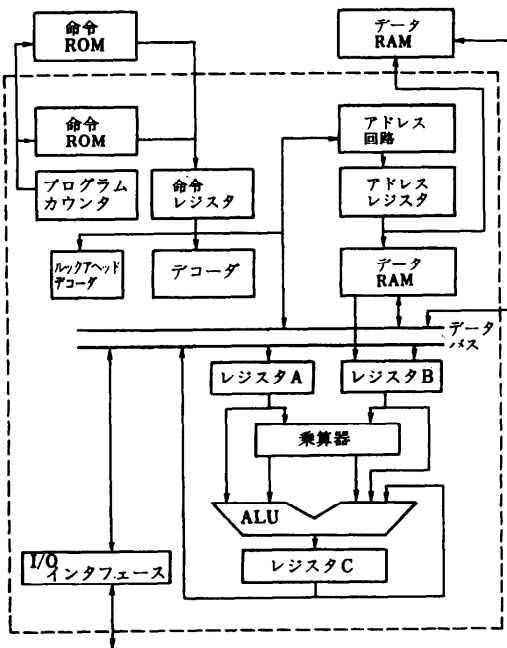 命令
ROM
データ
RAM
命令
ROM
アドレス
回路
プログラム
カウンタ
命令
レジスタ
アドレス
レジスタ
ルックアヘッド
デコーダ
デコーダ
データ
RAM
データ
バス
レジスタA
レジスタB
乗算器
ALU
I/O
インタフェース
レジスタC